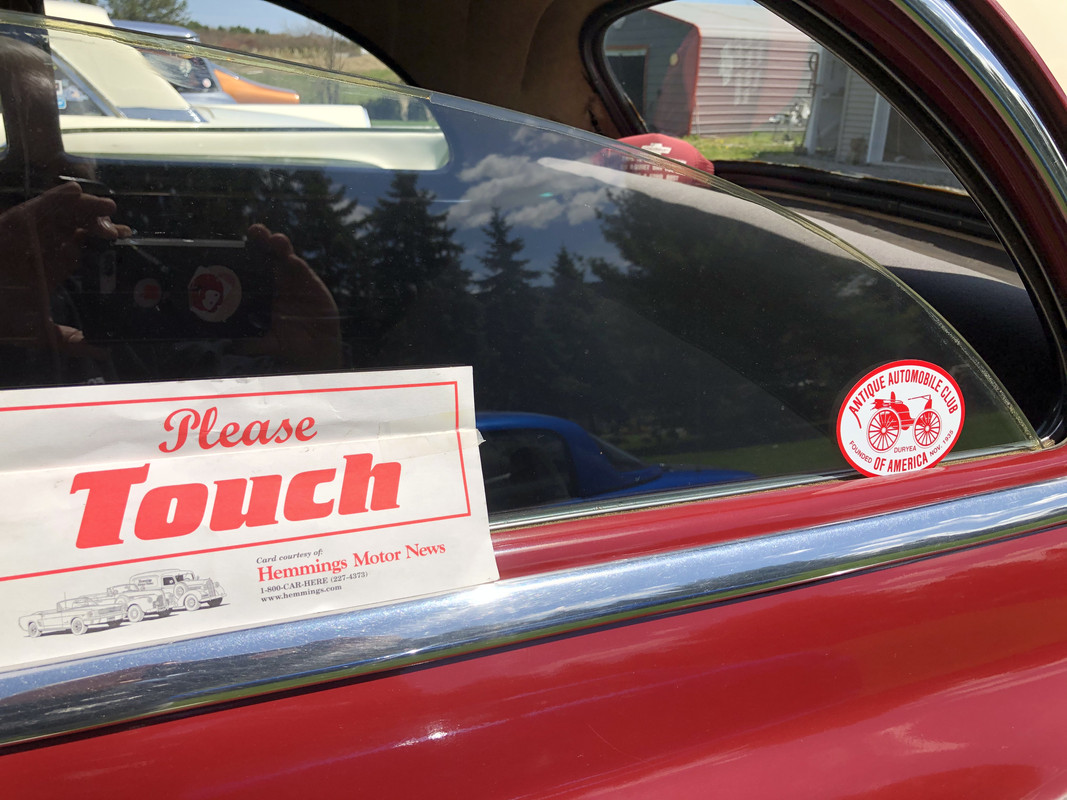 Please
Touch
Card courtesy of:
Hemmings Motor News
1-800-CAR-HERE (227-4373)
www.hemmings.com
ANTIQUE AUTOMOBILE CLUB
DURYEA
FOUNDED NOV. 1935
OF AMERICA